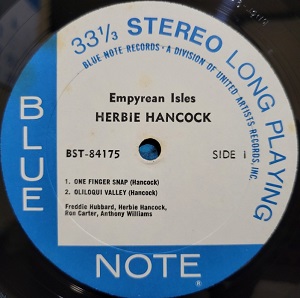 33 1/3 STEREO LONG PLAYING
BLUE NOTE RECORDS • A DIVISION OF UNITED ARTISTS RECORDS, INC.
BLUE
NOTE
®
Empyrean Isles
HERBIE HANCOCK
BST-84175 SIDE 1
1. ONE FINGER SNAP (Hancock)
2. OLILOQUI VALLEY (Hancock)
Freddie Hubbard, Herbie Hancock,
Ron Carter, Anthony Williams